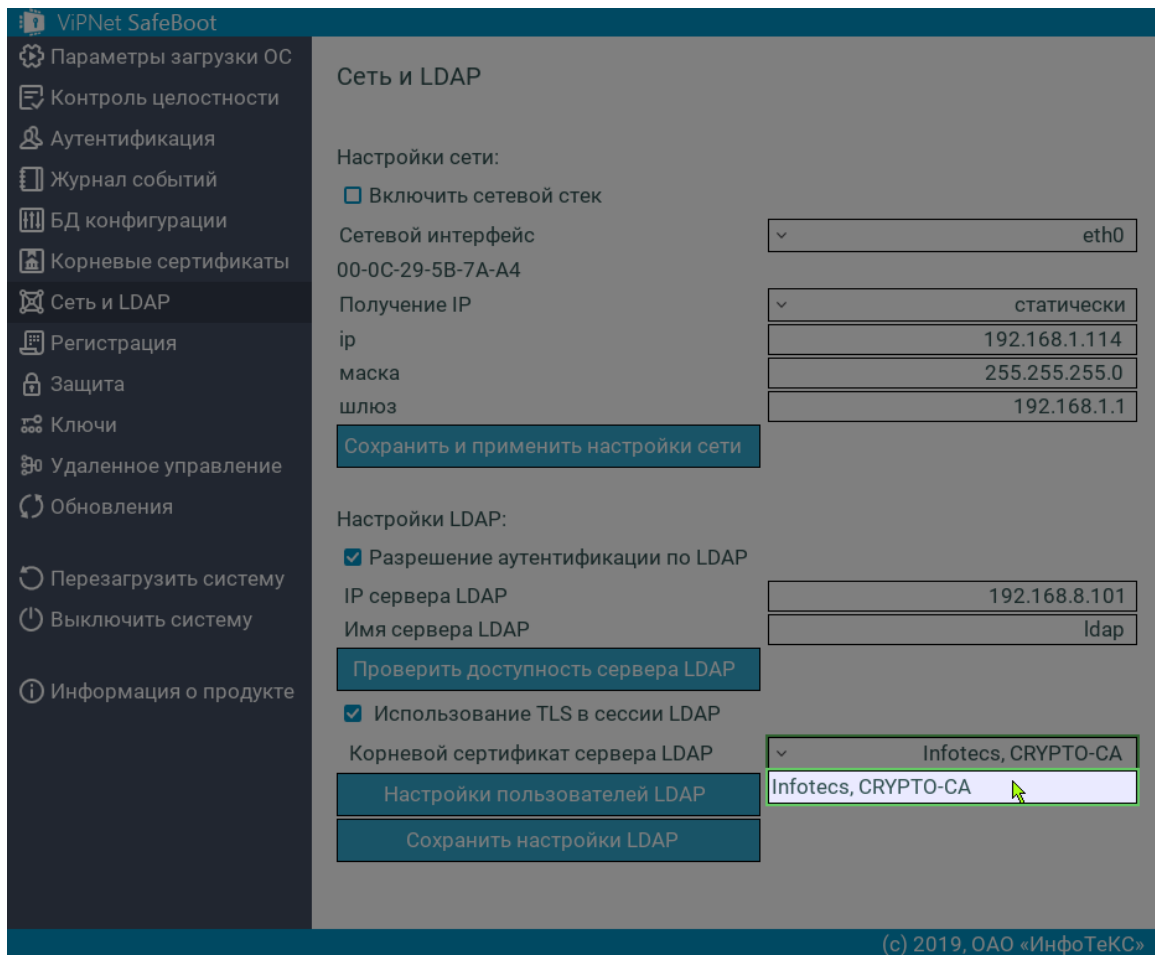 ViPNet SafeBoot
Параметры загрузки ОС
Контроль целостности
Аутентификация
Журнал событий
БД конфигурации
Корневые сертификаты
Сеть и LDAP
Регистрация
Защита
Ключи
Удаленное управление
Обновления
Перезагрузить систему
Выключить систему
Информация о продукте
Сеть и LDAP
Настройки сети:
Включить сетевой стек
Сетевой интерфейс eth0
00-0C-29-5B-7A-A4
Получение IP статически
ip 192.168.1.114
маска 255.255.255.0
шлюз 192.168.1.1
Сохранить и применить настройки сети
Настройки LDAP:
Разрешение аутентификации по LDAP
IP сервера LDAP 192.168.8.101
Имя сервера LDAP ldap
Проверить доступность сервера LDAP
Использование TLS в сессии LDAP
Корневой сертификат сервера LDAP Infotecs, CRYPTO-CA
Infotecs, CRYPTO-CA
Настройки пользователей LDAP
Сохранить настройки LDAP
(c) 2019, ОАО «ИнфоТеКС»